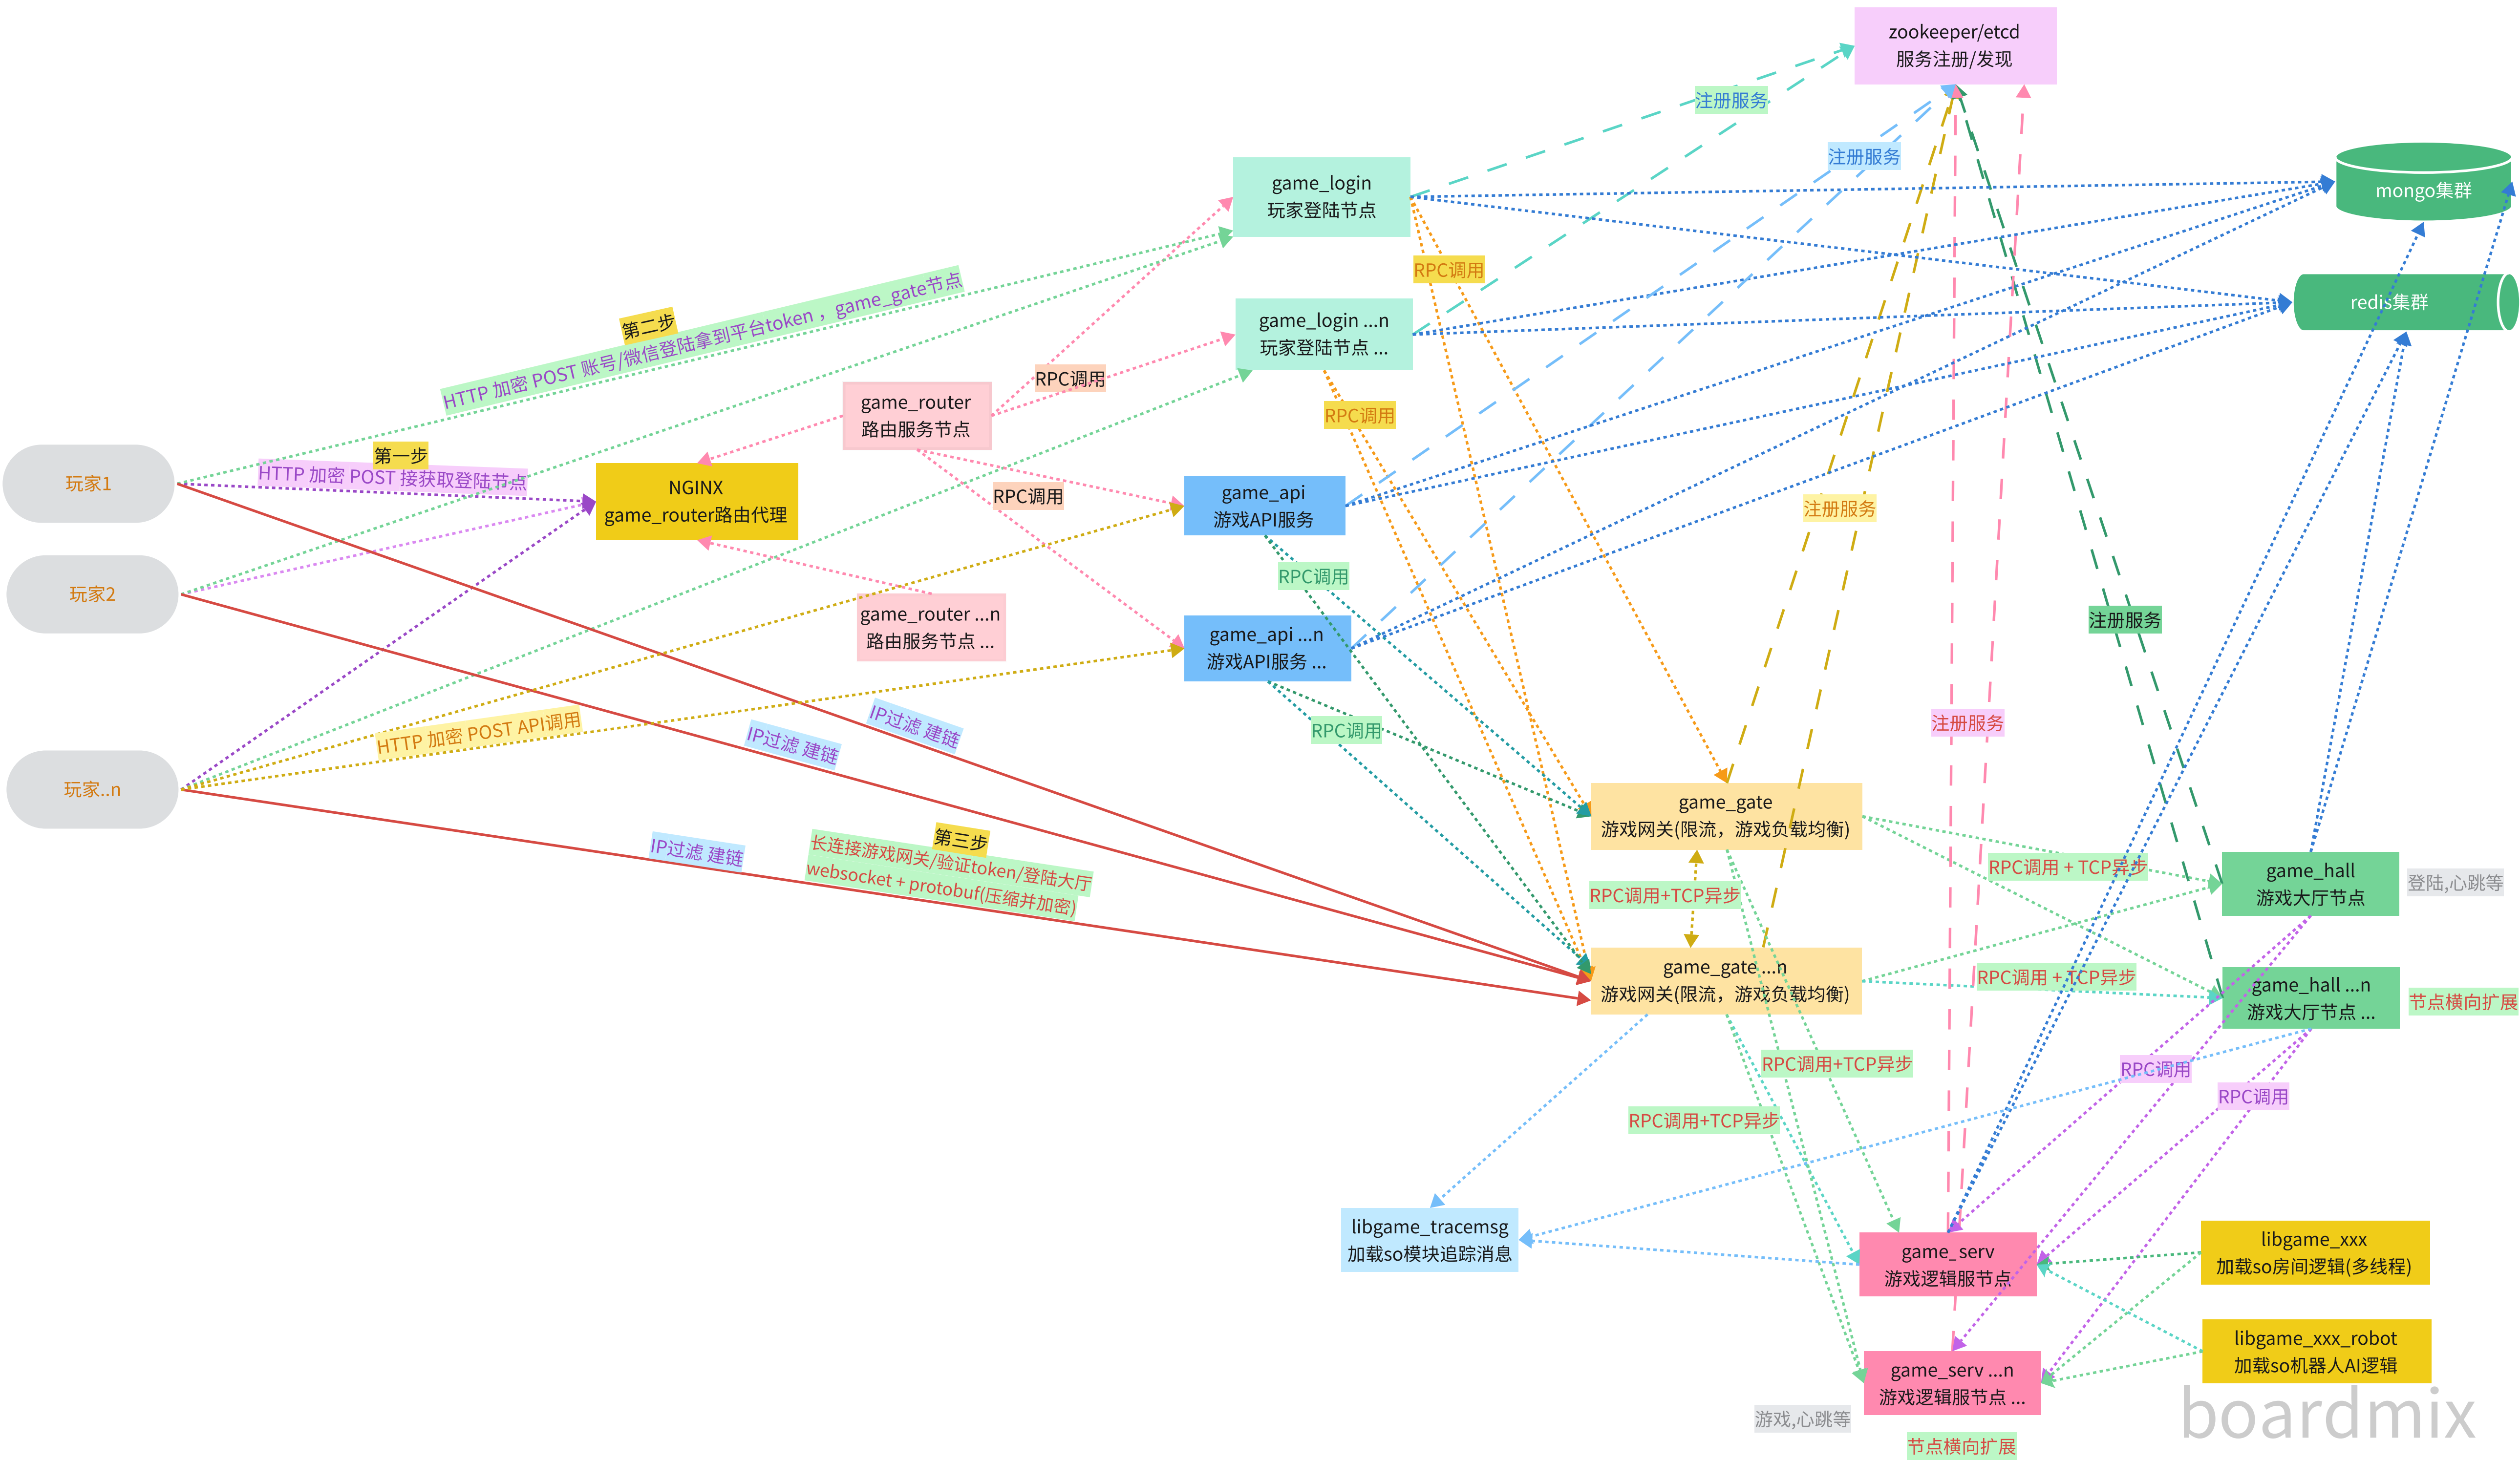 zookeeper/etcd
服务注册/发现
注册服务
注册服务
mongo集群
game_login
玩家登陆节点
RPC调用
redis集群
第二步
HTTP 加密 POST 账号/微信登陆拿到平台token ，game_gate节点
game_login ...n
玩家登陆节点 ...
RPC调用
RPC调用
game_router
路由服务节点
第一步
HTTP 加密 POST 接获取登陆节点
玩家1
NGINX
game_router路由代理
RPC调用
game_api
游戏API服务
注册服务
RPC调用
玩家2
game_router ...n
路由服务节点 ...
game_api ...n
游戏API服务 ...
注册服务
IP过滤 建链
IP过滤 建链
HTTP 加密 POST API调用
RPC调用
注册服务
玩家..n
game_gate
游戏网关(限流，游戏负载均衡)
IP过滤 建链
第三步
长连接游戏网关/验证token/登陆大厅
websocket + protobuf(压缩并加密)
RPC调用+TCP异步
RPC调用 + TCP异步
game_hall
游戏大厅节点
登陆,心跳等
game_gate ...n
游戏网关(限流，游戏负载均衡)
RPC调用 + TCP异步
game_hall ...n
游戏大厅节点 ...
节点横向扩展
RPC调用+TCP异步
RPC调用
RPC调用
RPC调用+TCP异步
libgame_tracemsg
加载so模块追踪消息
game_serv
游戏逻辑服节点
libgame_xxx
加载so房间逻辑(多线程)
libgame_xxx_robot
加载so机器人AI逻辑
game_serv ...n
游戏逻辑服节点 ...
游戏,心跳等
节点横向扩展
boardmix